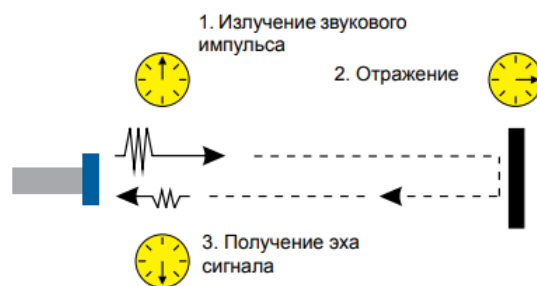 1. Излучение звукового
импульса
2. Отражение
3. Получение эха
сигнала